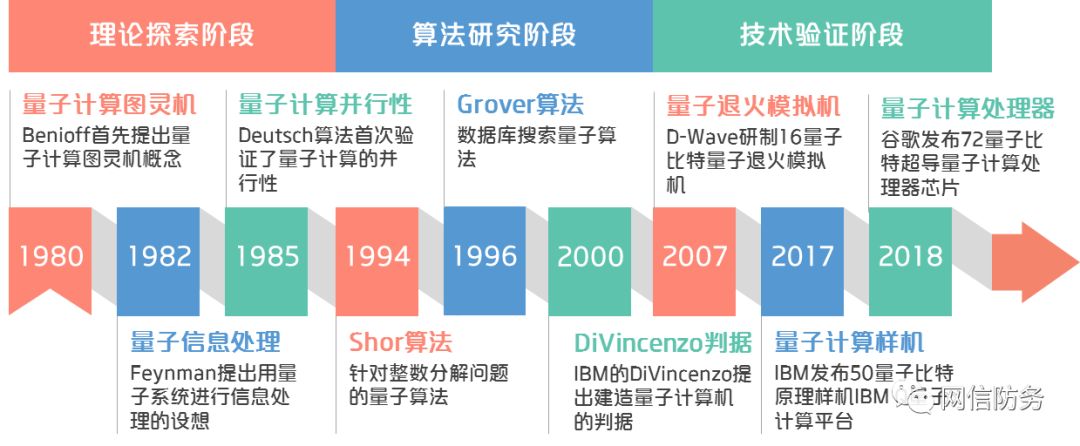 理论探索阶段
算法研究阶段
技术验证阶段
量子计算图灵机
Benioff首先提出量
子计算图灵机概念
量子计算并行性
Deutsch算法首次验
证了量子计算的并
行性
Grover算法
数据库搜索量子算
法
量子退火模拟机
D-Wave研制16量子
比特量子退火模拟
机
量子计算处理器
谷歌发布72量子比
特超导量子计算处
理器芯片
1980
1982
1985
1994
1996
2000
2007
2017
2018
量子信息处理
Feynman提出用量
子系统进行信息处
理的设想
Shor算法
针对整数分解问题
的量子算法
DiVincenzo判据
IBM的DiVincenzo提
出建造量子计算机
的判据
量子计算样机
IBM发布50量子比特
原理样机IBM
计算平台
网信防务